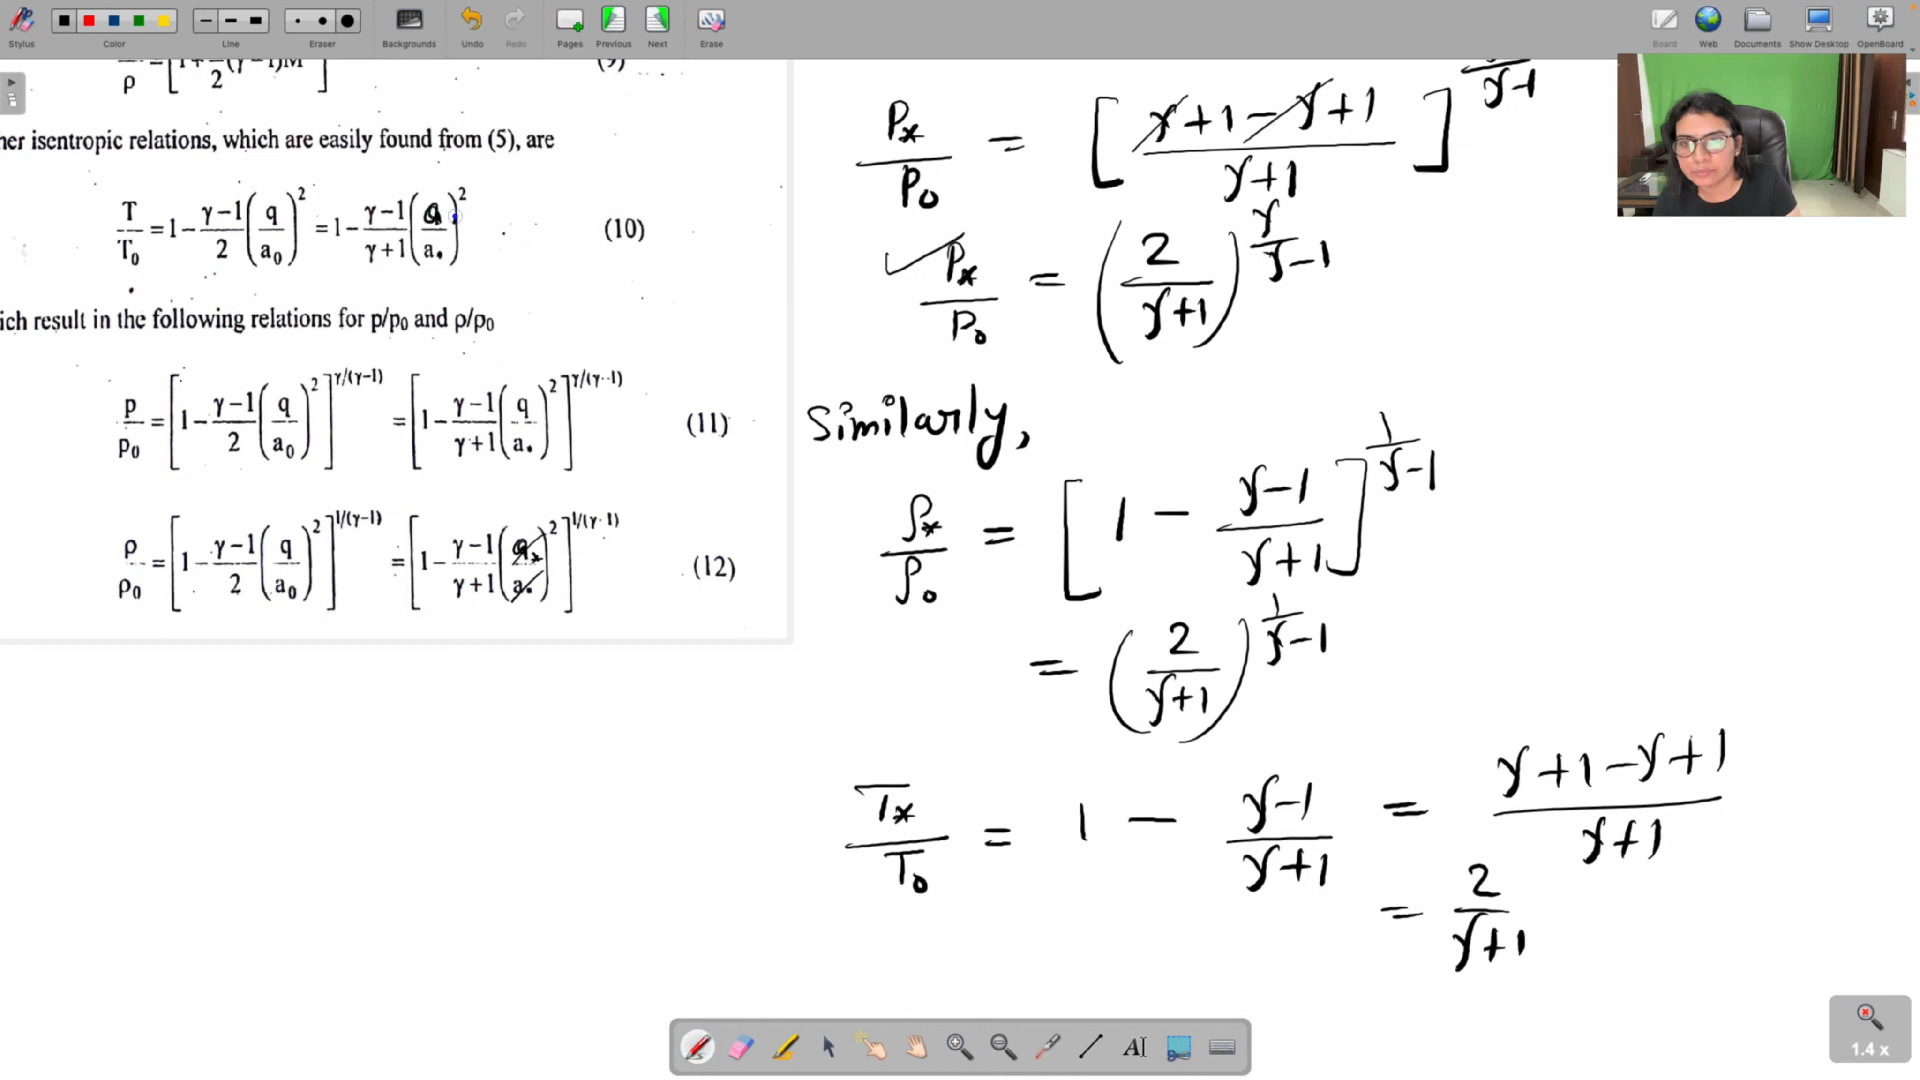 Stylus Color Line Eraser Backgrounds Undo Redo Pages Previous Next Erase Board Web Documents Show Desktop OpenBoard
her isentropic relations, which are easily found from (5), are
T/T₀ = 1 − (γ−1)/2 (q/a₀)² = 1 − (γ−1)/(γ+1) (q/a*)² (10)
ich result in the following relations for p/p₀ and ρ/ρ₀
p/p₀ = [1 − (γ−1)/2 (q/a₀)²]^γ/(γ−1) = [1 − (γ−1)/(γ+1) (q/a*)²]^γ/(γ−1) (11)
ρ/ρ₀ = [1 − (γ−1)/2 (q/a₀)²]^1/(γ−1) = [1 − (γ−1)/(γ+1) (a*/a*)²]^1/(γ−1) (12)
P*/P₀ = [(γ+1−γ+1)/(γ+1)]^γ/(γ−1)
P*/P₀ = (2/(γ+1))^γ/(γ−1)
Similarly,
ρ*/ρ₀ = [1 − (γ−1)/(γ+1)]^1/(γ−1)
= (2/(γ+1))^1/(γ−1)
T*/T₀ = 1 − (γ−1)/(γ+1) = (γ+1−γ+1)/(γ+1)
= 2/(γ+1)
1.4 x